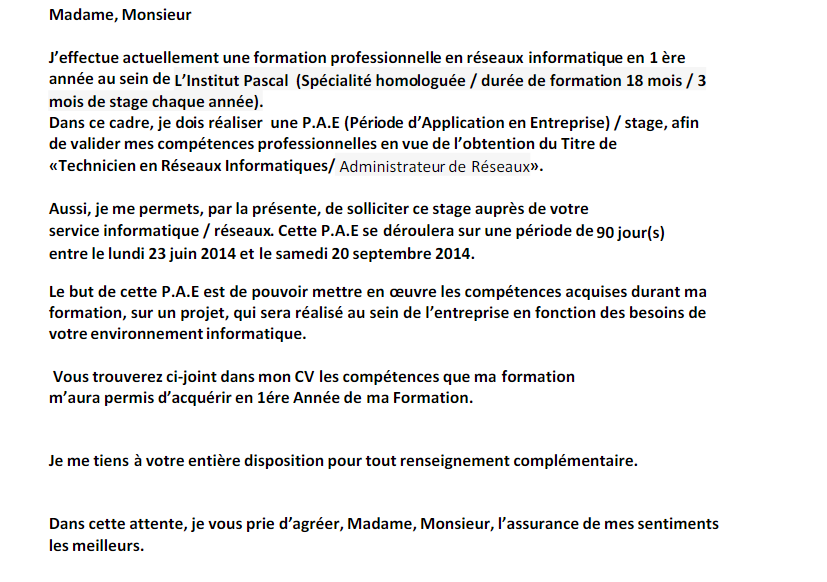 Madame, Monsieur
J’effectue actuellement une formation professionnelle en réseaux informatique en 1 ère
année au sein de L’Institut Pascal (Spécialité homologuée / durée de formation 18 mois / 3
mois de stage chaque année).
Dans ce cadre, je dois réaliser une P.A.E (Période d’Application en Entreprise) / stage, afin
de valider mes compétences professionnelles en vue de l’obtention du Titre de
«Technicien en Réseaux Informatiques/ Administrateur de Réseaux».
Aussi, je me permets, par la présente, de solliciter ce stage auprès de votre
service informatique / réseaux. Cette P.A.E se déroulera sur une période de 90 jour(s)
entre le lundi 23 juin 2014 et le samedi 20 septembre 2014.
Le but de cette P.A.E est de pouvoir mettre en œuvre les compétences acquises durant ma
formation, sur un projet, qui sera réalisé au sein de l’entreprise en fonction des besoins de
votre environnement informatique.
Vous trouverez ci-joint dans mon CV les compétences que ma formation
m’aura permis d’acquérir en 1ére Année de ma Formation.
Je me tiens à votre entière disposition pour tout renseignement complémentaire.
Dans cette attente, je vous prie d’agréer, Madame, Monsieur, l’assurance de mes sentiments
les meilleurs.